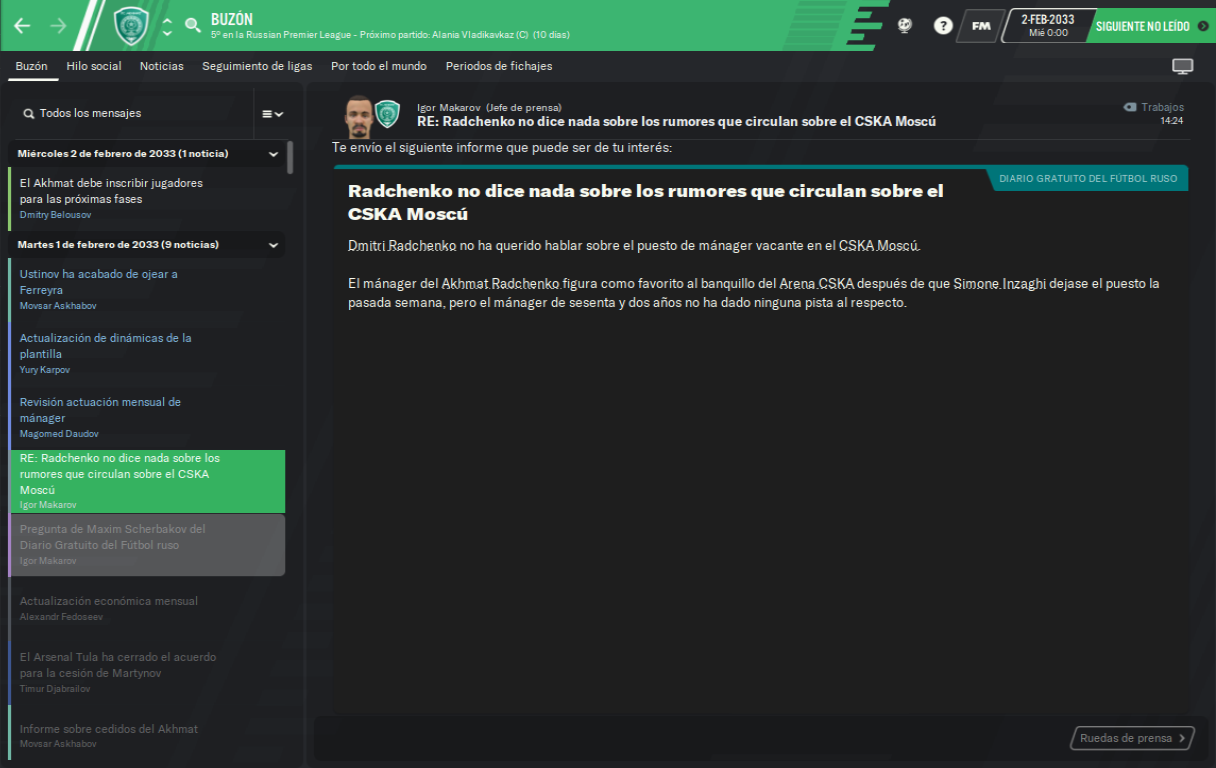 BUZÓN
5º en la Russian Premier League - Próximo partido: Alania Vladikavkaz (C) (10 días)
?
FM
2-FEB-2033
Mié 0:00
SIGUIENTE NO LEÍDO
Buzón
Hilo social
Noticias
Seguimiento de ligas
Por todo el mundo
Periodos de fichajes
Todos los mensajes
Miércoles 2 de febrero de 2033 (1 noticia)
El Akhmat debe inscribir jugadores
para las próximas fases
Dmitry Belousov
Martes 1 de febrero de 2033 (9 noticias)
Ustinov ha acabado de ojear a
Ferreyra
Movsar Askhabov
Actualización de dinámicas de la
plantilla
Yury Karpov
Revisión actuación mensual de
mánager
Magomed Daudov
RE: Radchenko no dice nada sobre los
rumores que circulan sobre el CSKA
Moscú
Igor Makarov
Pregunta de Maxim Scherbakov del
Diario Gratuito del Fútbol ruso
Igor Makarov
Actualización económica mensual
Alexandr Fedoseev
El Arsenal Tula ha cerrado el acuerdo
para la cesión de Martynov
Timur Djabrailov
Informe sobre cedidos del Akhmat
Movsar Askhabov
Igor Makarov (Jefe de prensa)
RE: Radchenko no dice nada sobre los rumores que circulan sobre el CSKA Moscú
Trabajos
14:24
Te envío el siguiente informe que puede ser de tu interés:
DIARIO GRATUITO DEL FÚTBOL RUSO
Radchenko no dice nada sobre los rumores que circulan sobre el
CSKA Moscú
Dmitri Radchenko no ha querido hablar sobre el puesto de mánager vacante en el CSKA Moscú.
El mánager del Akhmat Radchenko figura como favorito al banquillo del Arena CSKA después de que Simone Inzaghi dejase el puesto la
pasada semana, pero el mánager de sesenta y dos años no ha dado ninguna pista al respecto.
Ruedas de prensa